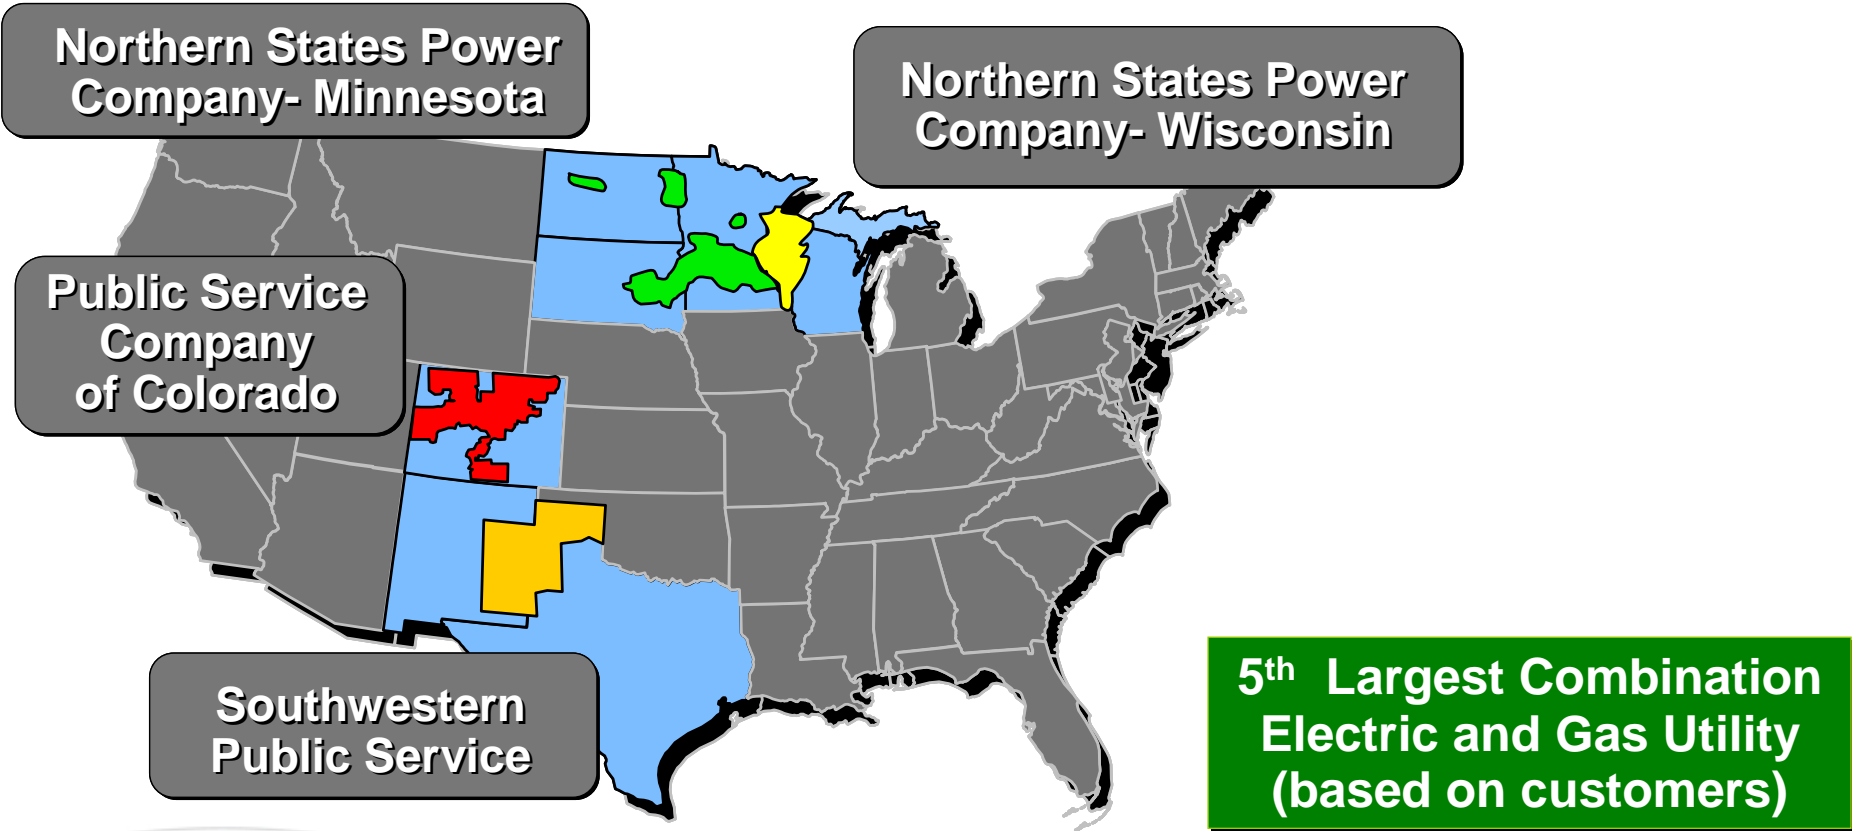 Northern States Power
Company- Minnesota
Northern States Power
Company- Wisconsin
Public Service
Company
of Colorado
Southwestern
Public Service
5th Largest Combination
Electric and Gas Utility
(based on customers)